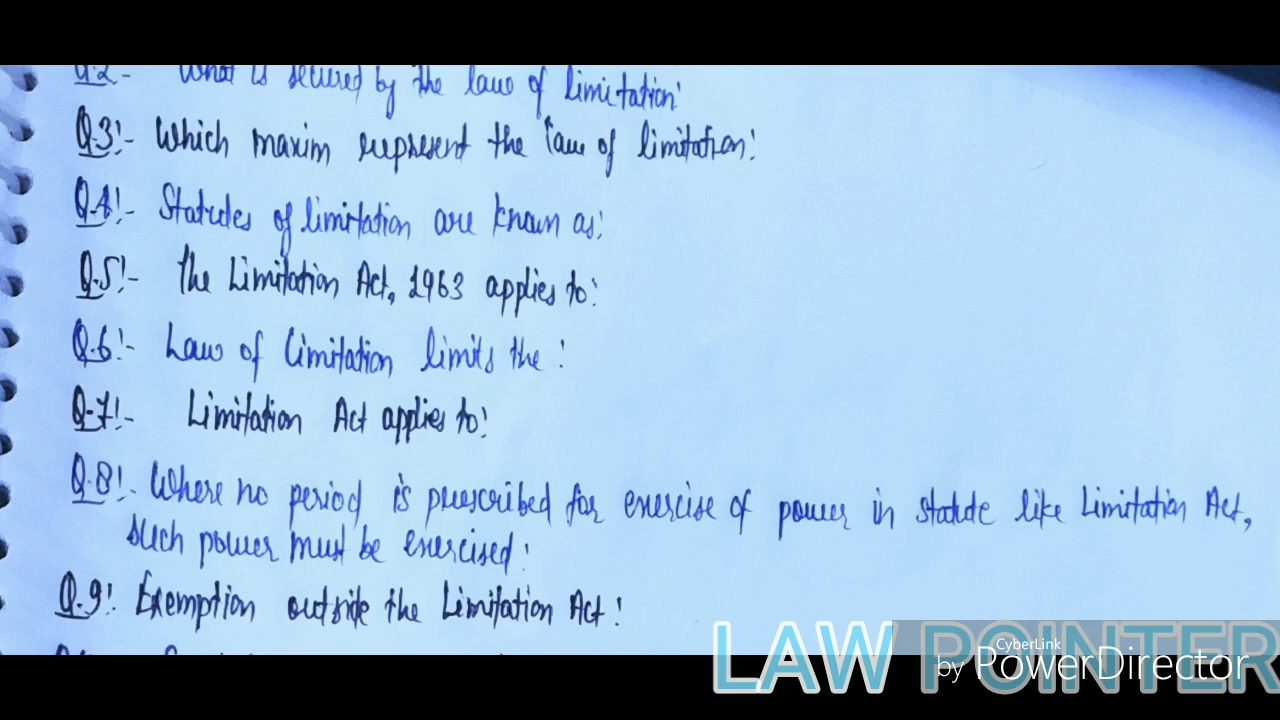 Q.2- What is secured by the law of limitation:
Q.3:- Which maxim represent the law of limitation:
Q.4:- Statutes of limitation are known as:
Q.5:- The Limitation Act, 1963 applies to:
Q.6:- Law of limitation limits the :
Q.7:- Limitation Act applies to:
Q.8:- Where no period is prescribed for exercise of power in statute like Limitation Act,
such power must be exercised:
Q.9: Exemption outside the Limitation Act:
LAW POINTER
CyberLink
by PowerDirector